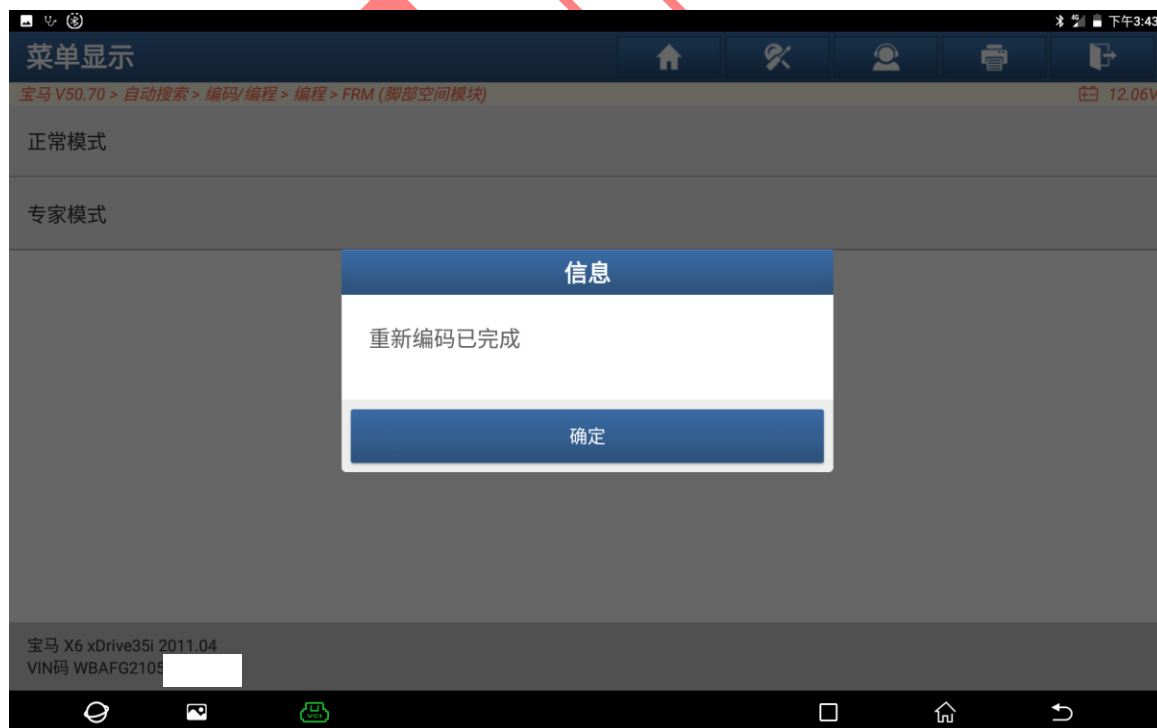 下午3:43
菜单显示
宝马 V50.70 > 自动搜索 > 编码/编程 > 编程 > FRM (脚部空间模块)
12.06V
正常模式
专家模式
信息
重新编码已完成
确定
宝马 X6 xDrive35i 2011.04
VIN码 WBAFG2105
VCI